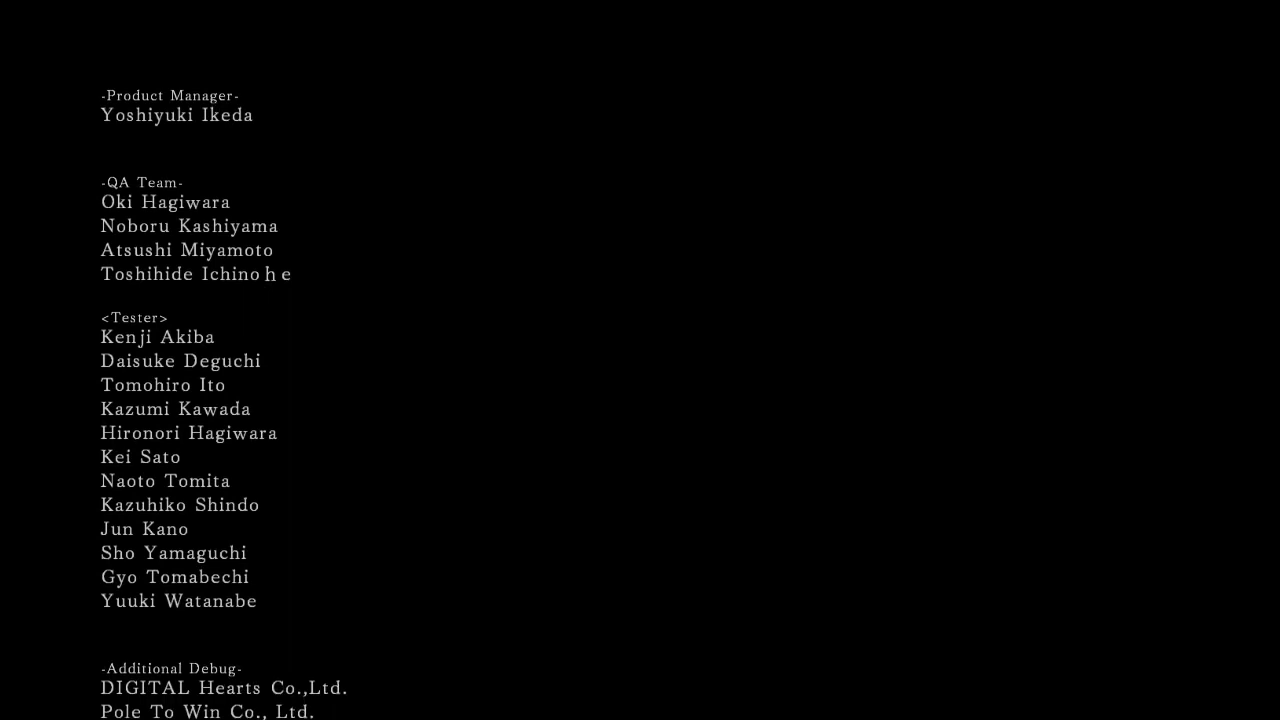 -Product Manager-
Yoshiyuki Ikeda
-QA Team-
Oki Hagiwara
Noboru Kashiyama
Atsushi Miyamoto
Toshihide Ichinoｈe
<Tester>
Kenji Akiba
Daisuke Deguchi
Tomohiro Ito
Kazumi Kawada
Hironori Hagiwara
Kei Sato
Naoto Tomita
Kazuhiko Shindo
Jun Kano
Sho Yamaguchi
Gyo Tomabechi
Yuuki Watanabe
-Additional Debug-
DIGITAL Hearts Co.,Ltd.
Pole To Win Co., Ltd.